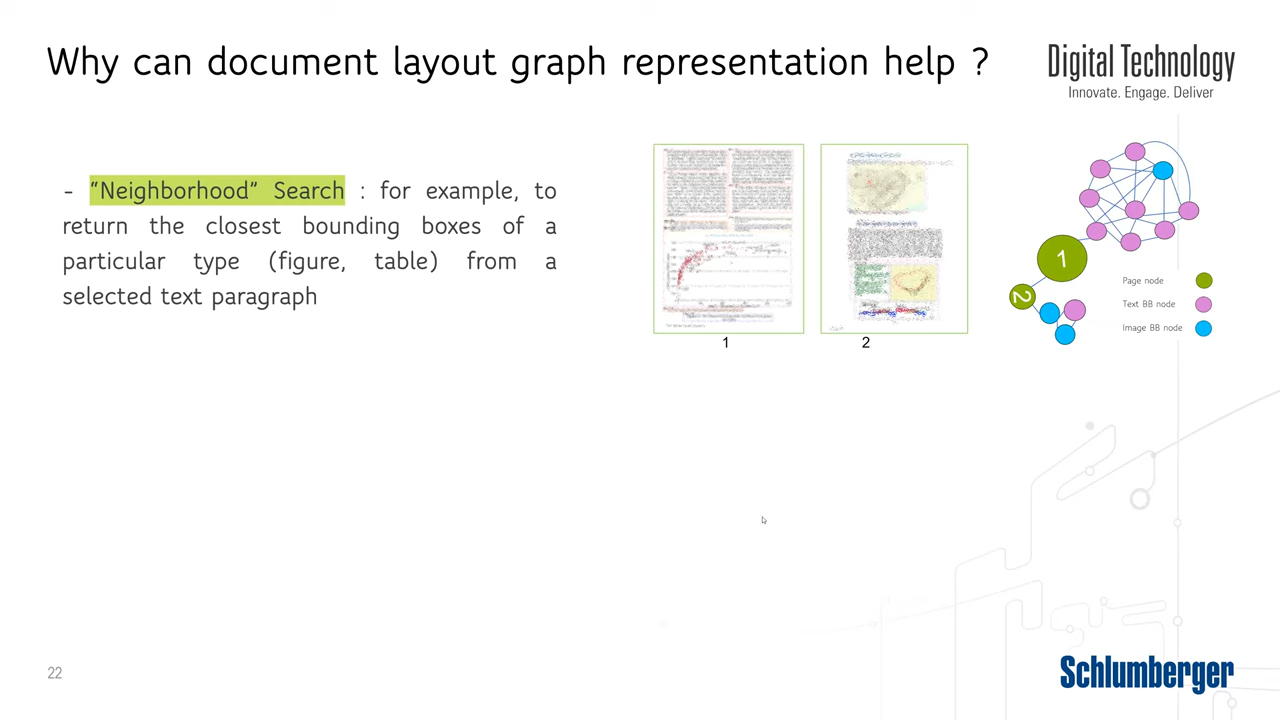 Why can document layout graph representation help ?
Digital Technology
Innovate. Engage. Deliver
- "Neighborhood" Search : for example, to
return the closest bounding boxes of a
particular type (figure, table) from a
selected text paragraph
1
2
1
2
Page node
Text BB node
Image BB node
22
Schlumberger